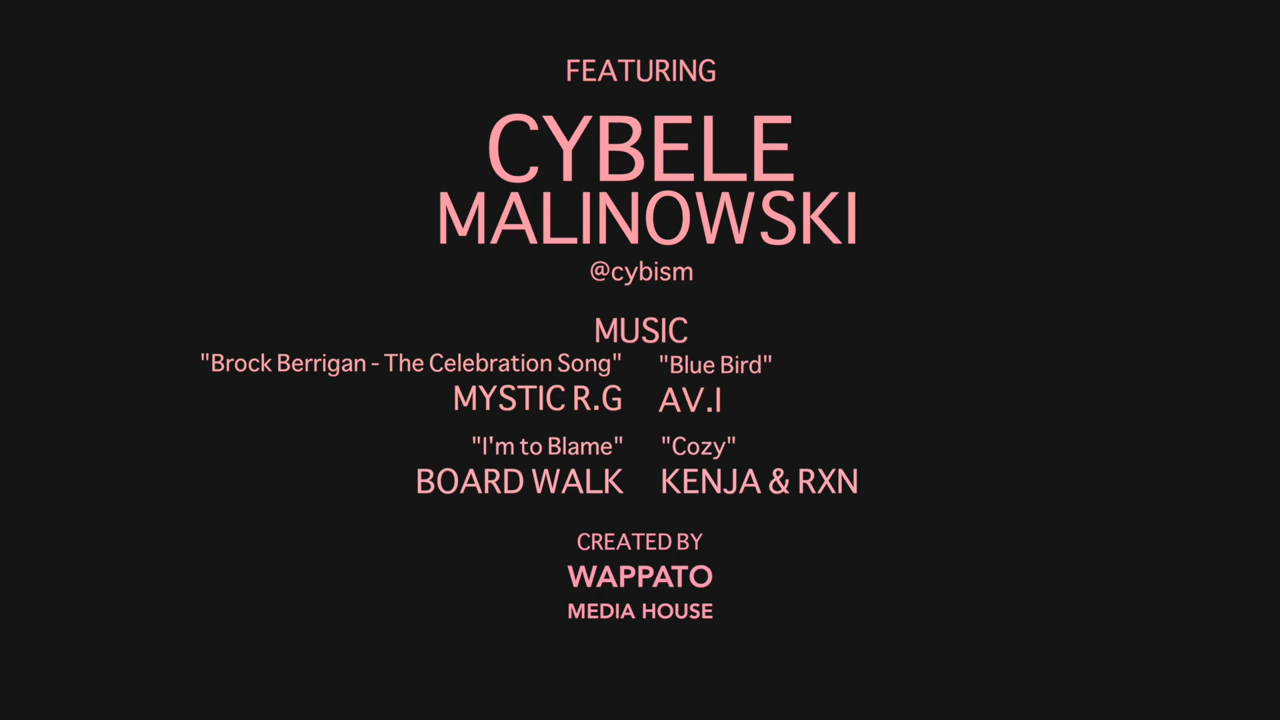 FEATURING
CYBELE
MALINOWSKI
@cybism
MUSIC
"Brock Berrigan - The Celebration Song"
MYSTIC R.G
"Blue Bird"
AV.I
"I'm to Blame"
BOARD WALK
"Cozy"
KENJA & RXN
CREATED BY
WAPPATO
MEDIA HOUSE